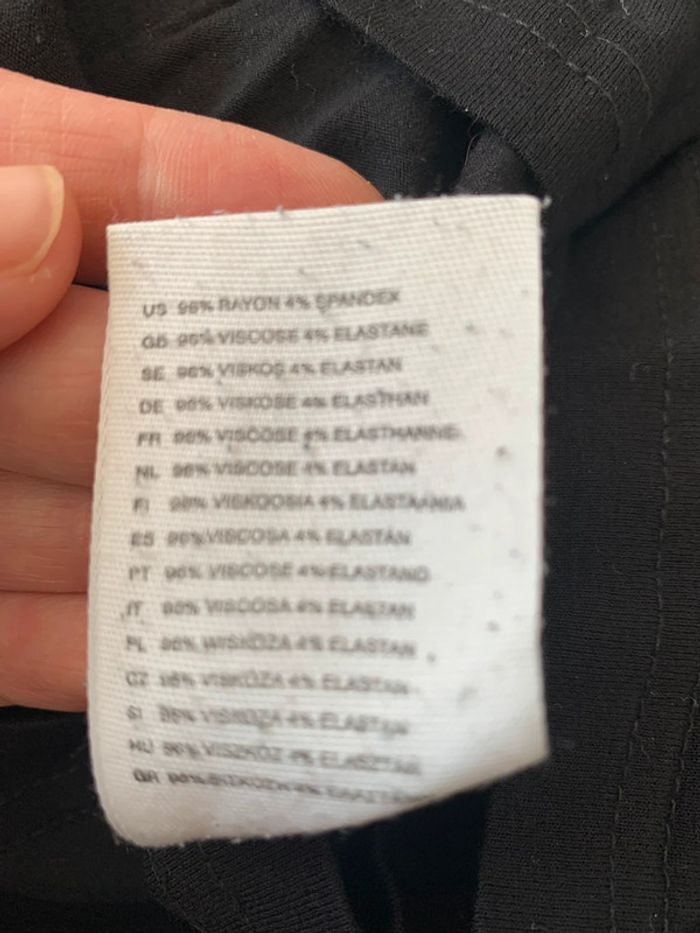 US 96% RAYON 4% SPANDEX
GB 96% VISCOSE 4% ELASTANE
SE 96% VISKOS 4% ELASTAN
DE 96% VISKOSE 4% ELASTHAN
FR 96% VISCOSE 4% ELASTHANNE
NL 96% VISCOSE 4% ELASTAN
FI 96% VISKOOSIA 4% ELASTAANIA
ES 96% VISCOSA 4% ELASTÁN
PT 96% VISCOSE 4% ELASTANO
IT 96% VISCOSA 4% ELASTAN
PL 96% WISKOZA 4% ELASTAN
CZ 96% VISKÓZA 4% ELASTAN
SI 96% VISKOZA 4% ELASTAN
HU 96% VISZKÓZ 4% ELASZTÁN
GR 96% 4%